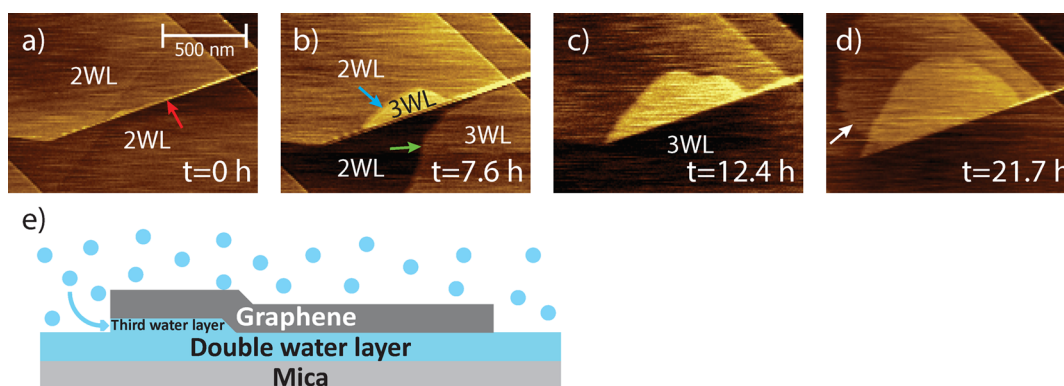 a)
500 nm
2WL
2WL
t=0 h
b)
2WL
3WL
3WL
2WL
t=7.6 h
c)
3WL
t=12.4 h
d)
t=21.7 h
e)
Graphene
Third water layer
Double water layer
Mica